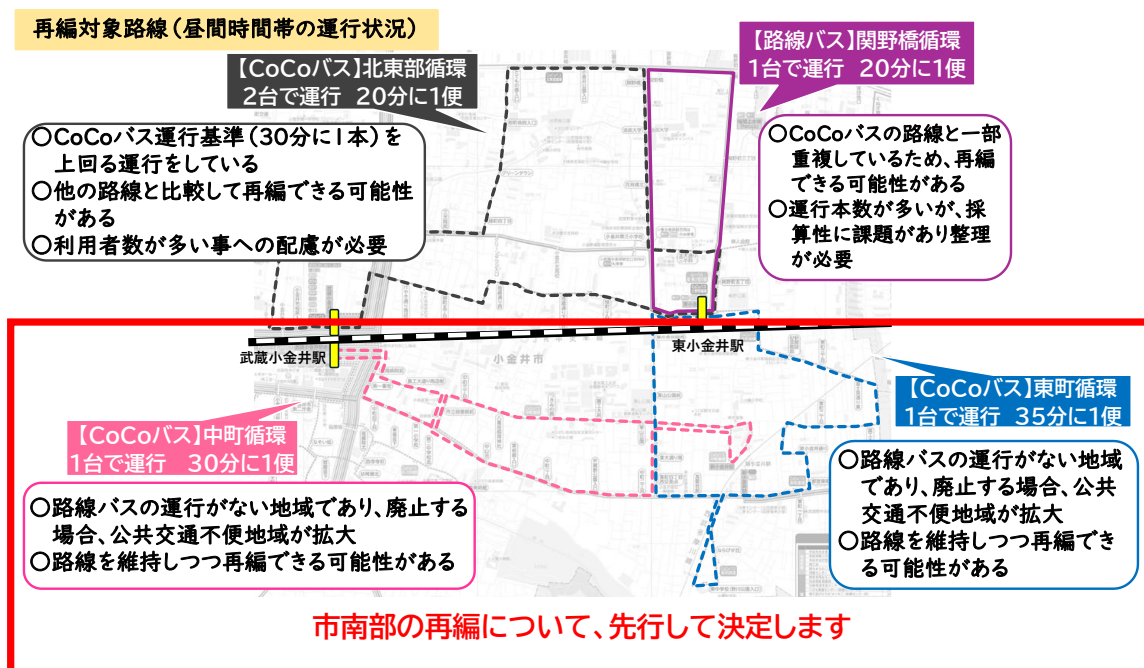 再編対象路線（昼間時間帯の運行状況）
【CoCoバス】北東部循環
2台で運行　20分に1便
〇CoCoバス運行基準（30分に1本）を
上回る運行をしている
〇他の路線と比較して再編できる可能性
がある
〇利用者数が多い事への配慮が必要
【路線バス】関野橋循環
1台で運行　20分に1便
〇CoCoバスの路線と一部
重複しているため、再編
できる可能性がある
〇運行本数が多いが、採
算性に課題があり整理
が必要
武蔵小金井駅
東小金井駅
小金井市
【CoCoバス】中町循環
1台で運行　30分に1便
〇路線バスの運行がない地域であり、廃止する
場合、公共交通不便地域が拡大
〇路線を維持しつつ再編できる可能性がある
【CoCoバス】東町循環
1台で運行　35分に1便
〇路線バスの運行がない地域
であり、廃止する場合、公共
交通不便地域が拡大
〇路線を維持しつつ再編でき
る可能性がある
市南部の再編について、先行して決定します